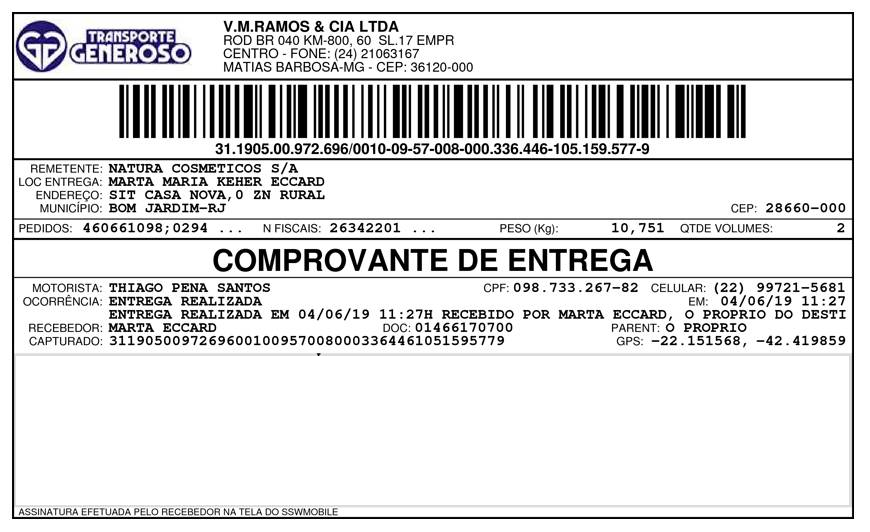 TRANSPORTE
GENEROSO
V.M.RAMOS & CIA LTDA
ROD BR 040 KM-800, 60 SL.17 EMPR
CENTRO - FONE: (24) 21063167
MATIAS BARBOSA-MG - CEP: 36120-000
31.1905.00.972.696/0010-09-57-008-000.336.446-105.159.577-9
REMETENTE: NATURA COSMETICOS S/A
LOC ENTREGA: MARTA MARIA KEHER ECCARD
ENDEREÇO: SIT CASA NOVA,0 ZN RURAL
MUNICÍPIO: BOM JARDIM-RJ CEP: 28660-000
PEDIDOS: 460661098;0294 ... N FISCAIS: 26342201 ... PESO (Kg): 10,751 QTDE VOLUMES: 2
COMPROVANTE DE ENTREGA
MOTORISTA: THIAGO PENA SANTOS CPF: 098.733.267-82 CELULAR: (22) 99721-5681
OCORRÊNCIA: ENTREGA REALIZADA EM: 04/06/19 11:27
ENTREGA REALIZADA EM 04/06/19 11:27H RECEBIDO POR MARTA ECCARD, O PROPRIO DO DESTI
RECEBEDOR: MARTA ECCARD DOC: 01466170700 PARENT: O PROPRIO
CAPTURADO: 31190500972696001009570080003364461051595779 GPS: -22.151568, -42.419859
ASSINATURA EFETUADA PELO RECEBEDOR NA TELA DO SSWMOBILE